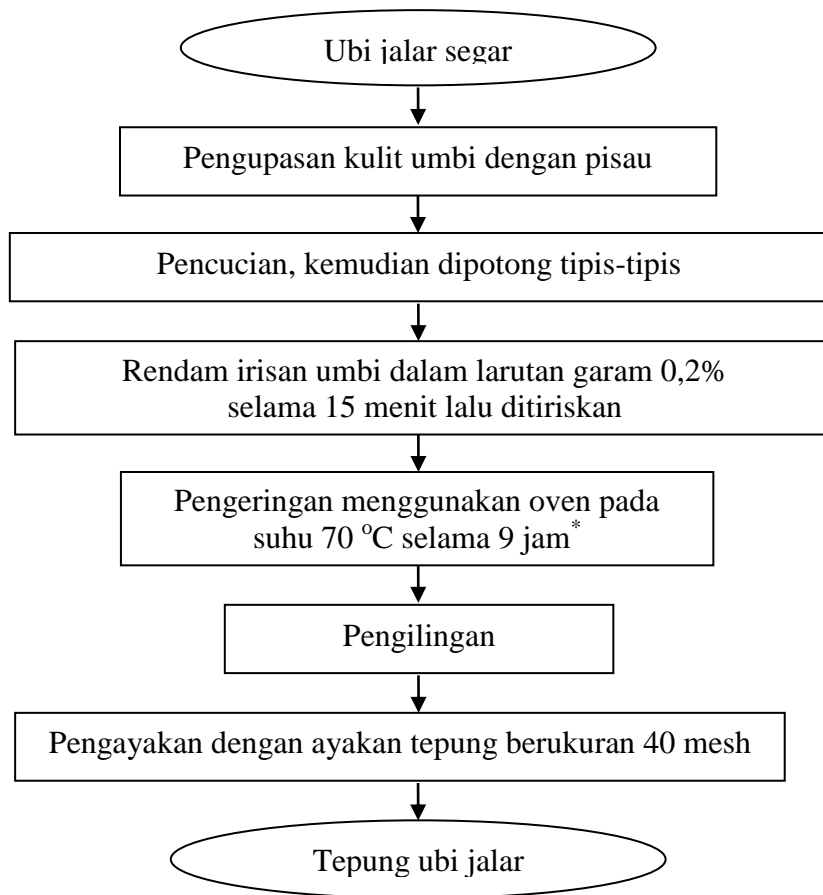 Ubi jalar segar
Pengupasan kulit umbi dengan pisau
Pencucian, kemudian dipotong tipis-tipis
Rendam irisan umbi dalam larutan garam 0,2%
selama 15 menit lalu ditiriskan
Pengeringan menggunakan oven pada
suhu 70 °C selama 9 jam*
Pengilingan
Pengayakan dengan ayakan tepung berukuran 40 mesh
Tepung ubi jalar